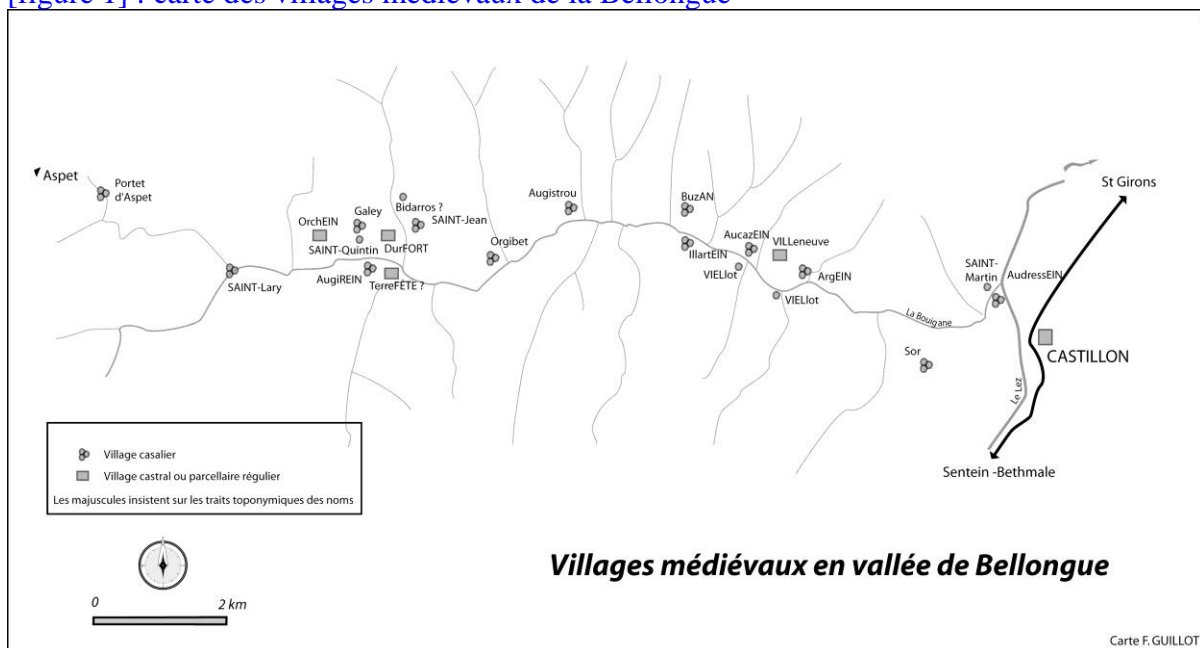 [figure 1] : carte des villages médiévaux de la Bellongue
Aspet
Portet
d'Aspet
SAINT-Lary
OrchEIN
Galey
SAINT-Quintin
Bidarros ?
SAINT-Jean
DurFORT
AugiREIN
TerreFÊTE ?
Orgibet
Augistrou
BuzAN
IllartEIN
AucazEIN
VIELlot
VILLeneuve
ArgEIN
VIELlot
La Bouigane
Sor
SAINT-
Martin
AudressEIN
St Girons
CASTILLON
Le Lez
Sentein -Bethmale
Village casalier
Village castral ou parcellaire régulier
Les majuscules insistent sur les traits toponymiques des noms
0 2 km
Villages médiévaux en vallée de Bellongue
Carte F. GUILLOT